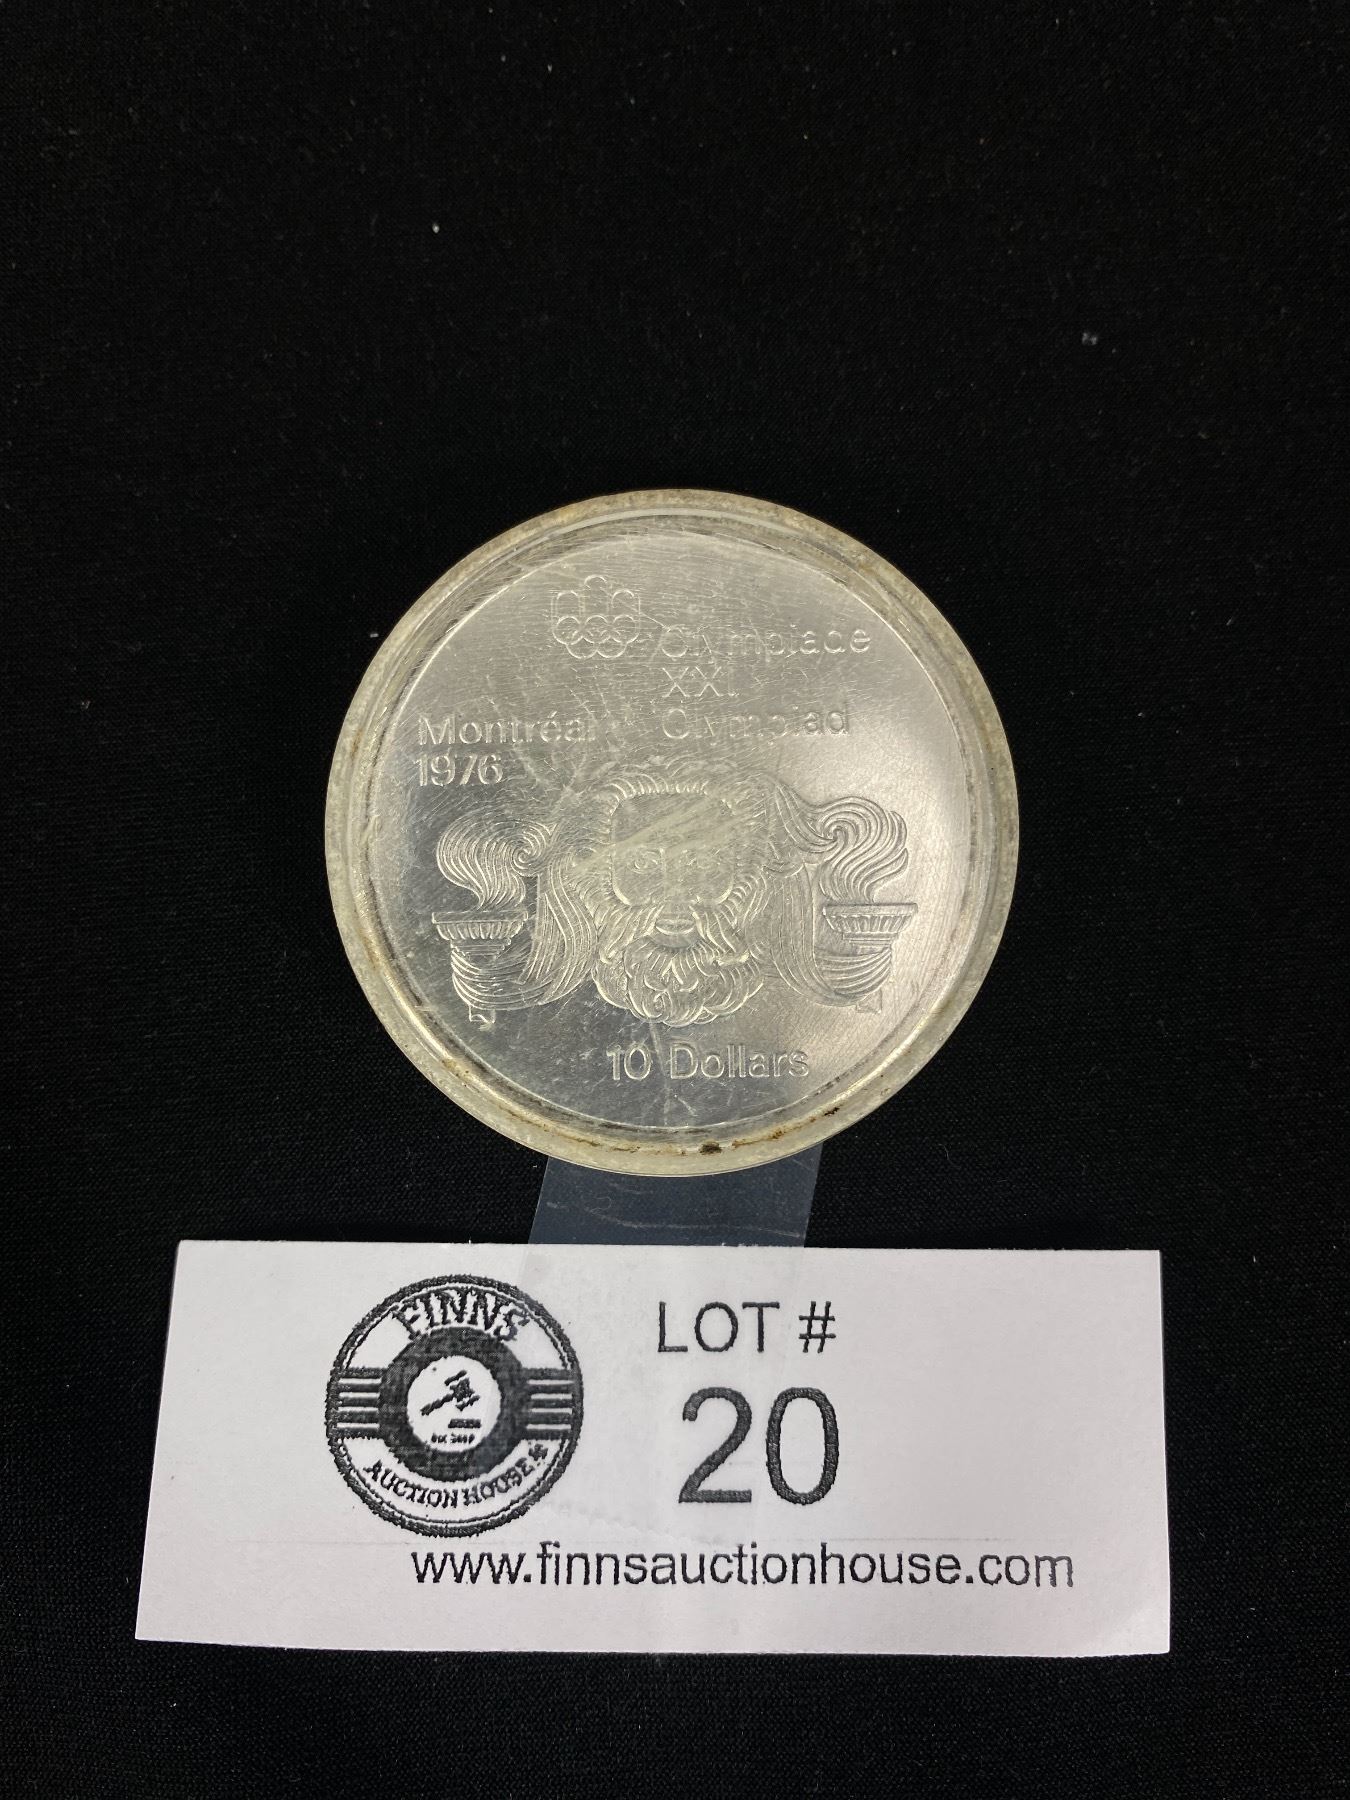 Olympiade
XXI
Olympiad
Montréal
1976
10 Dollars
FINNS
AUCTION HOUSE
LOT #
20
www.finnsauctionhouse.com